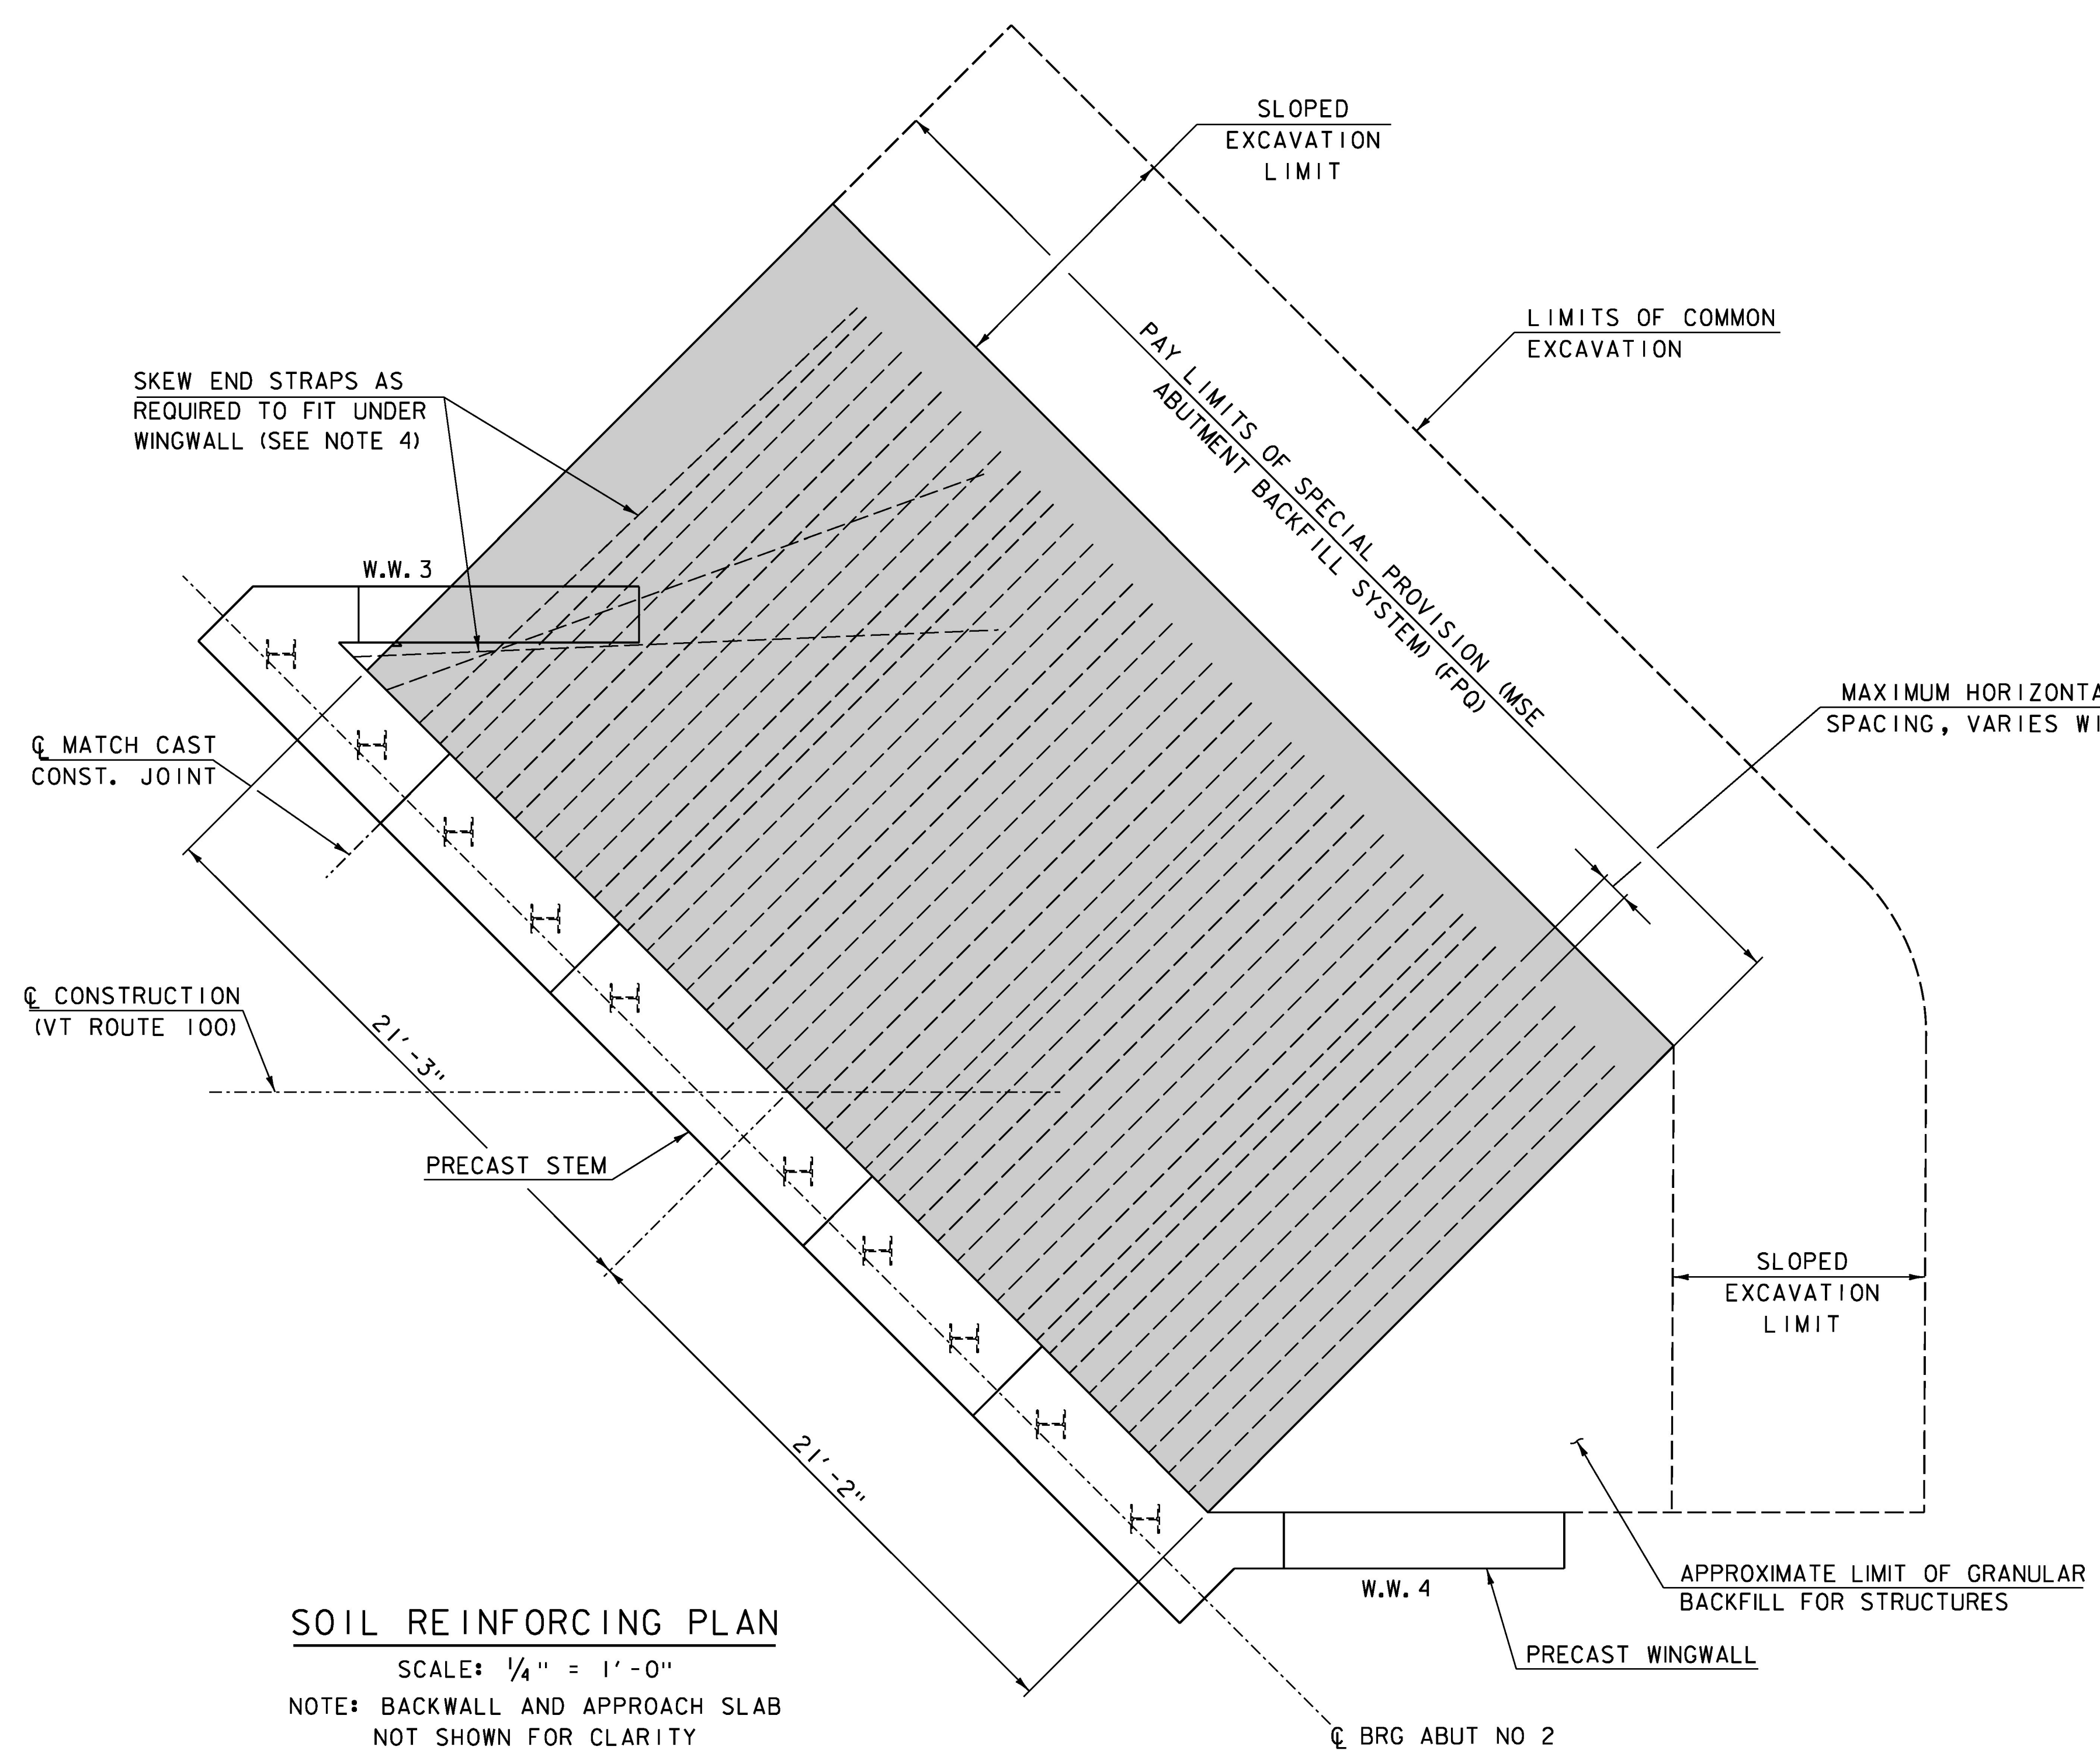 SLOPED
EXCAVATION
LIMIT
LIMITS OF COMMON
EXCAVATION
PAY LIMITS OF SPECIAL PROVISION (MSE
ABUTMENT BACKFILL SYSTEM) (FPQ)
SKEW END STRAPS AS
REQUIRED TO FIT UNDER
WINGWALL (SEE NOTE 4)
W.W. 3
MAXIMUM HORIZONTA
SPACING, VARIES WI
℄ MATCH CAST
CONST. JOINT
℄ CONSTRUCTION
(VT ROUTE 100)
21'-3"
PRECAST STEM
SLOPED
EXCAVATION
LIMIT
21'-2"
W.W. 4
APPROXIMATE LIMIT OF GRANULAR
BACKFILL FOR STRUCTURES
PRECAST WINGWALL
SOIL REINFORCING PLAN
SCALE: 1/4" = 1'-0"
NOTE: BACKWALL AND APPROACH SLAB
NOT SHOWN FOR CLARITY
℄ BRG ABUT NO 2